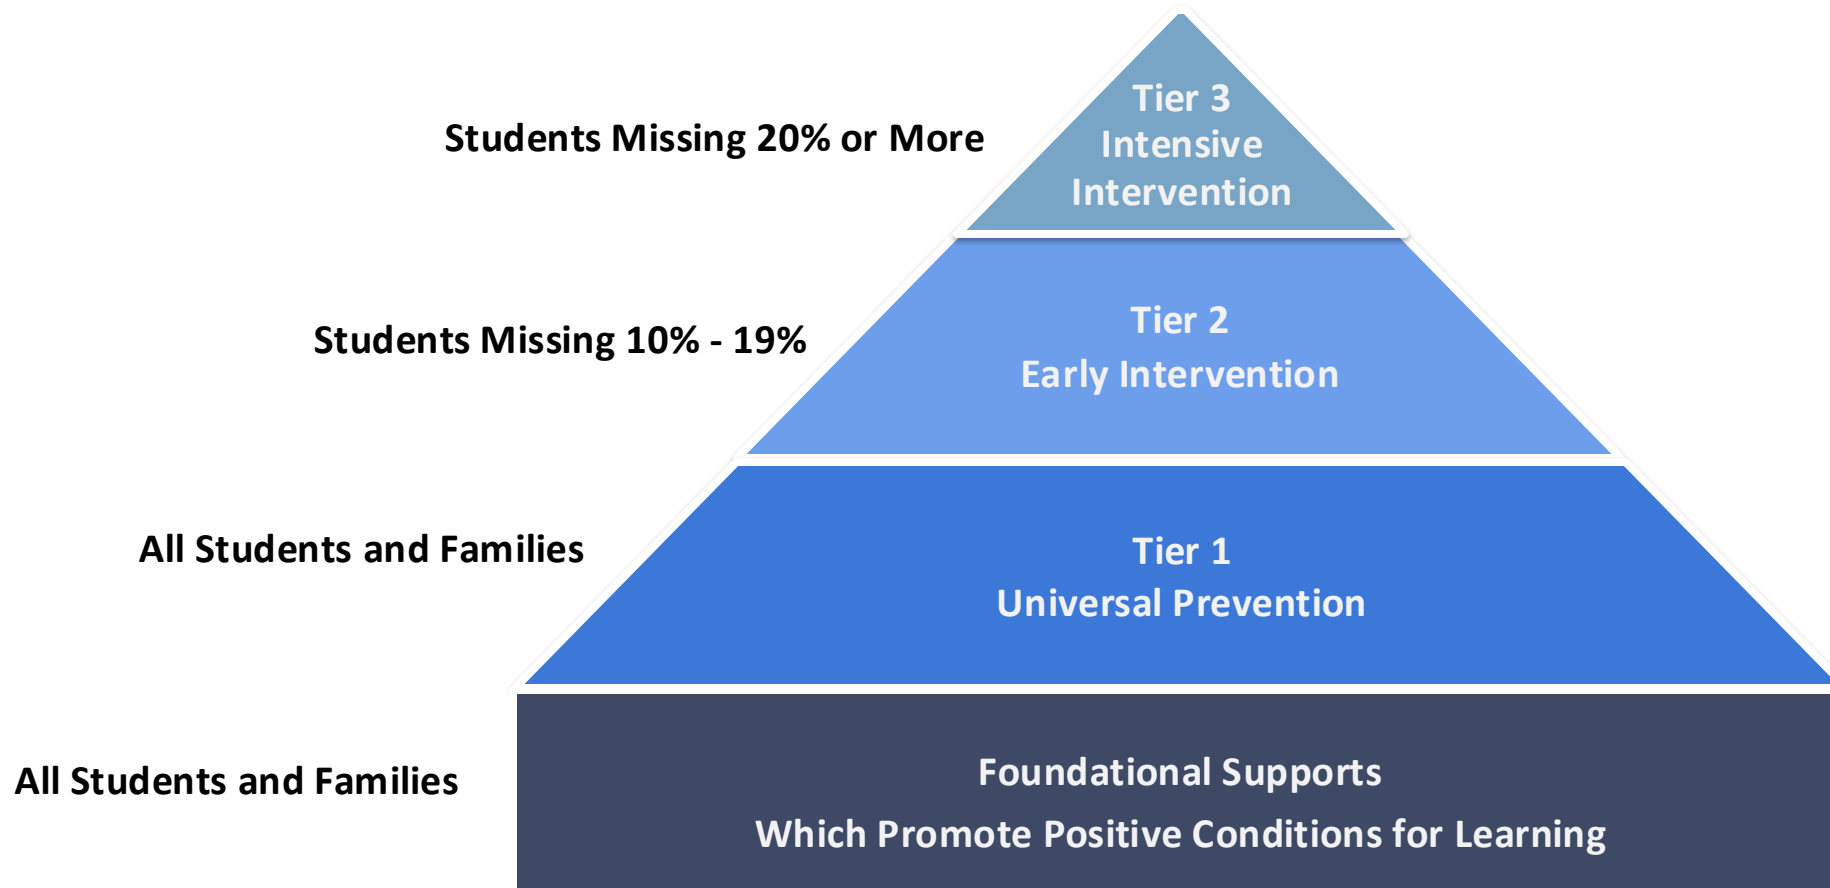 Tier 3
Intensive
Intervention
Students Missing 20% or More
Tier 2
Early Intervention
Students Missing 10% - 19%
Tier 1
Universal Prevention
All Students and Families
Foundational Supports
Which Promote Positive Conditions for Learning
All Students and Families